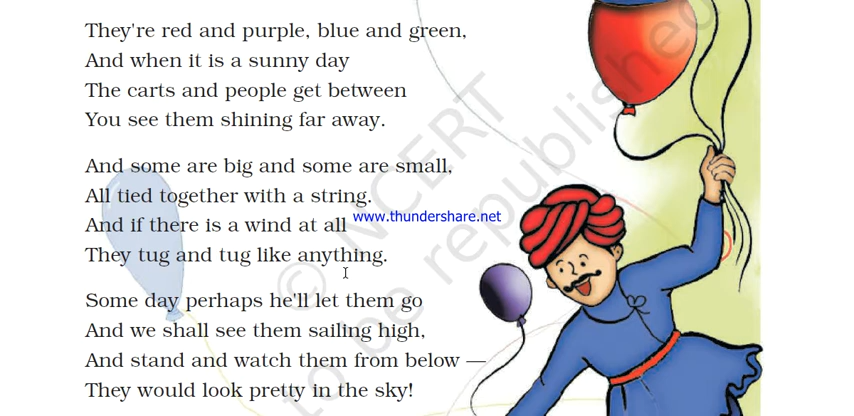 They're red and purple, blue and green,
And when it is a sunny day
The carts and people get between
You see them shining far away.
And some are big and some are small,
All tied together with a string.
And if there is a wind at all
www.thundershare.net
They tug and tug like anything.
Some day perhaps he'll let them go
And we shall see them sailing high,
And stand and watch them from below —
They would look pretty in the sky!
© NCERT
to be republished